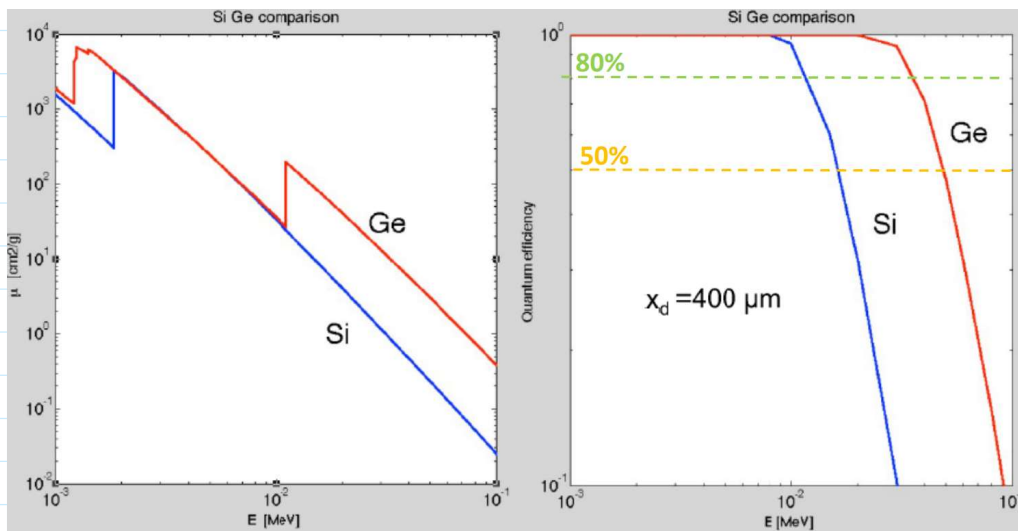 Si Ge comparison
10^4
10^3
10^2
10^1
10^0
10^-1
10^-2
μ [cm2/g]
Ge
Si
10^-3
10^-2
10^-1
E [MeV]
Si Ge comparison
10^0
80%
Ge
50%
Si
Quantum efficiency
x_d =400 μm
10^-1
10^-3
10^-2
E [MeV]